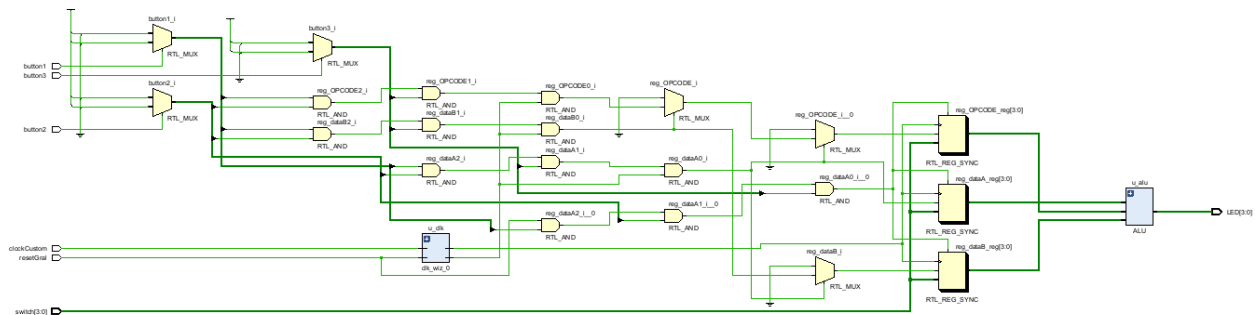 button1_i
button3_i
RTL_MUX
button1
button3
RTL_MUX
button2_i
reg_OPCODE2_i
reg_OPCODE1_i
reg_OPCODE0_i
reg_OPCODE_i
RTL_MUX
RTL_AND
RTL_AND
RTL_AND
RTL_MUX
button2
reg_dataB2_i
reg_dataB1_i
reg_dataB0_i
reg_OPCODE_i__0
reg_OPCODE_reg[3:0]
RTL_AND
RTL_AND
RTL_AND
RTL_MUX
RTL_REG_SYNC
reg_dataA2_i
reg_dataA1_i
reg_dataA0_i
RTL_AND
RTL_AND
RTL_AND
reg_dataA0_i__0
reg_dataA_reg[3:0]
RTL_AND
RTL_REG_SYNC
reg_dataA2_i__0
reg_dataA1_i__0
RTL_AND
RTL_AND
u_alu
ALU
LED[3:0]
u_clk
clockCustom
resetGral
clk_wiz_0
reg_dataB_i
RTL_MUX
reg_dataB_reg[3:0]
RTL_REG_SYNC
switch[3:0]